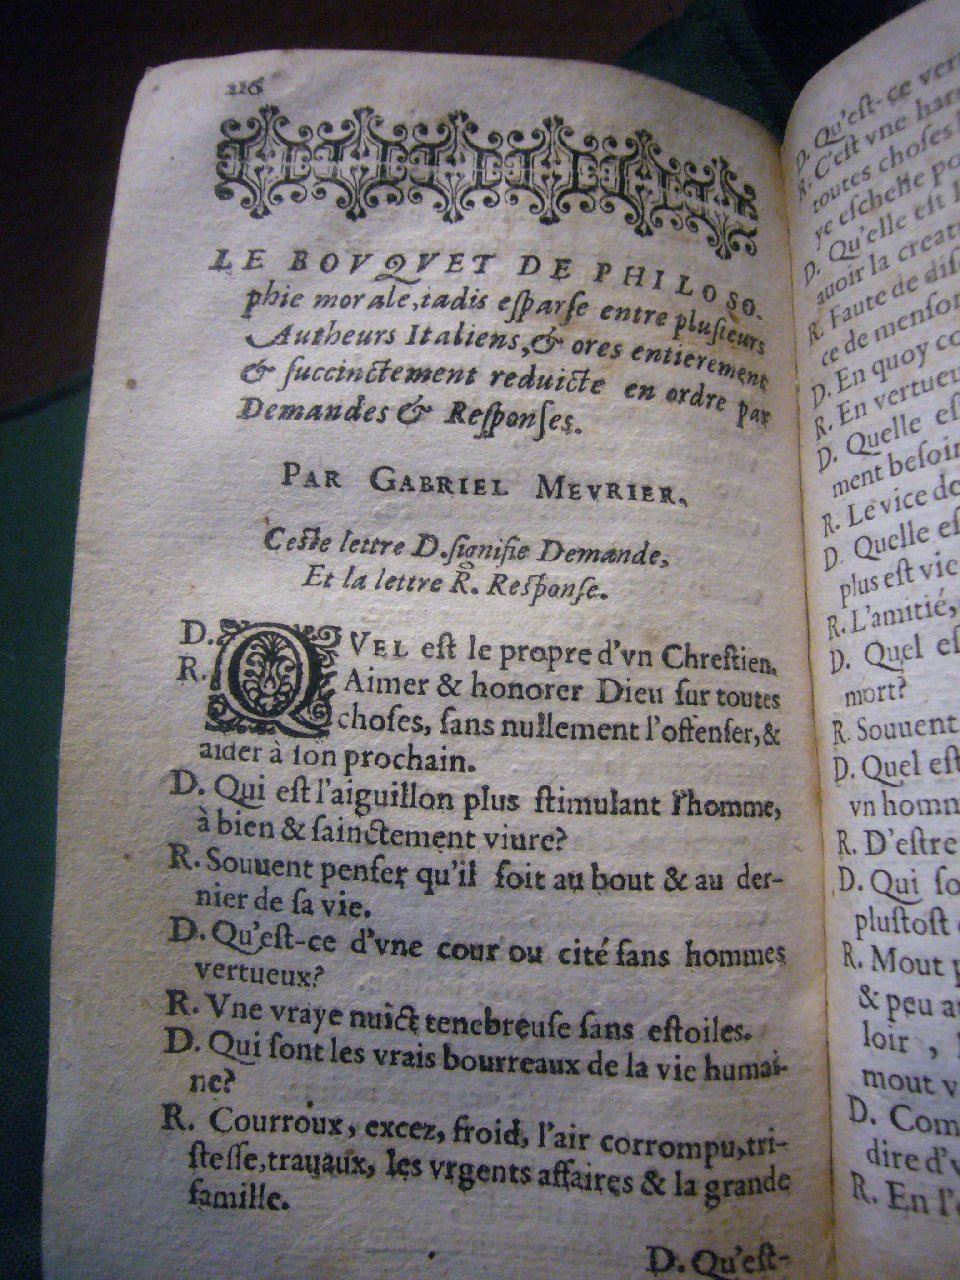 116
LE BOVQVET DE PHILOSO-
phie morale, iadis eſparſe entre pluſieurs
Autheurs Italiens, & ores entierement
& ſuccinctement reduicte en ordre par
Demandes & Reſponſes.
PAR GABRIEL MEVRIER.
Ceſte lettre D. ſignifie Demande,
Et la lettre R. Reſponſe.
D. QVEL eſt le propre d'vn Chreſtien.
R. Aimer & honorer Dieu ſur toutes
choſes, ſans nullement l'offenſer, &
aider à ſon prochain.
D. Qui eſt l'aiguillon plus ſtimulant l'homme,
à bien & ſainctement viure?
R. Souuent penſer qu'il ſoit au bout & au der-
nier de ſa vie.
D. Qu'eſt-ce d'vne cour ou cité ſans hommes
vertueux?
R. Vne vraye nuict tenebreuſe ſans eſtoiles.
D. Qui ſont les vrais bourreaux de la vie humai-
ne?
R. Courroux, excez, froid, l'air corrompu, tri-
ſteſſe, trauaux, les vrgents affaires & la grande
famille.
D. Qu'eſt-
D. Qu'eſt-ce
R. C'eſt vne
toutes choſes
ye eſchelle
D. Qu'elle eſt
auoir la
R. Faute de
ce de
D. En quoy
R. En
D. Quelle
ment
R. Le vice
D. Quelle
plus eſt
R. L'amitié,
D. Quel
mort?
R. Souuent
D. Quel eſt
vn
R. D'eſtre
D. Qui
pluſtoſt
R. Mout
& peu
loir,
mout
D.
dire
R. En